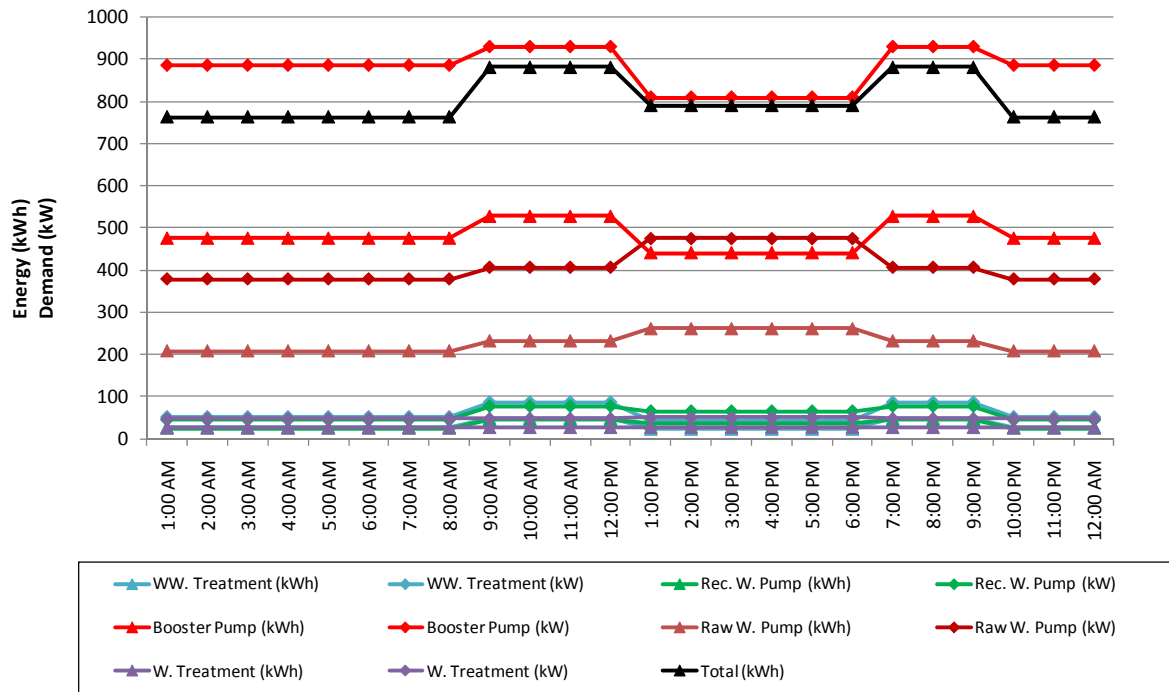 1000
900
800
700
600
500
400
300
200
100
0
Energy (kWh)
Demand (kW)
1:00 AM
2:00 AM
3:00 AM
4:00 AM
5:00 AM
6:00 AM
7:00 AM
8:00 AM
9:00 AM
10:00 AM
11:00 AM
12:00 PM
1:00 PM
2:00 PM
3:00 PM
4:00 PM
5:00 PM
6:00 PM
7:00 PM
8:00 PM
9:00 PM
10:00 PM
11:00 PM
12:00 AM
WW. Treatment (kWh) WW. Treatment (kW) Rec. W. Pump (kWh) Rec. W. Pump (kW)
Booster Pump (kWh) Booster Pump (kW) Raw W. Pump (kWh) Raw W. Pump (kW)
W. Treatment (kWh) W. Treatment (kW) Total (kWh)